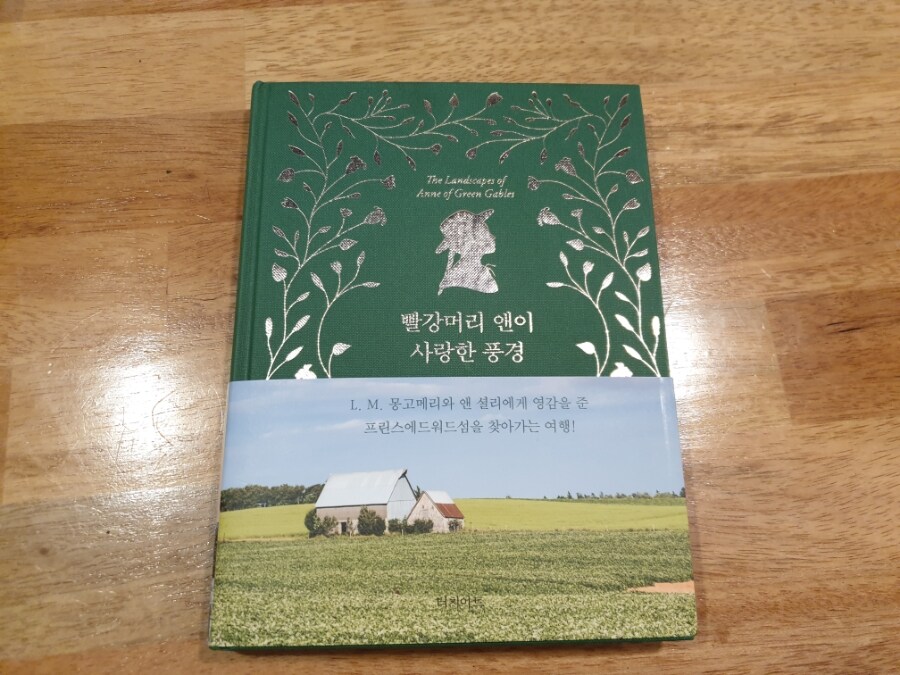 The Landscapes of
Anne of Green Gables
빨강머리 앤이
사랑한 풍경
L. M. 몽고메리와 앤 셜리에게 영감을 준
프린스에드워드섬을 찾아가는 여행!